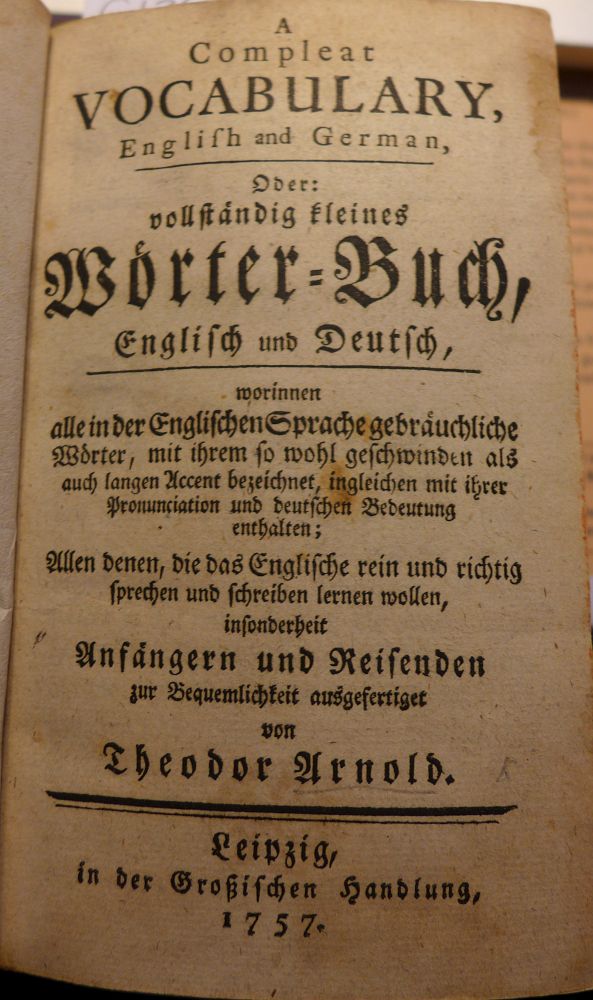 A
Compleat
VOCABULARY,
Engliſh and German,
Oder:
vollſtändig kleines
Wörter-Buch,
Engliſch und Deutſch,
worinnen
alle in der Engliſchen Sprache gebräuchliche
Wörter, mit ihrem ſo wohl geſchwinden als
auch langen Accent bezeichnet, ingleichen mit ihrer
Pronunciation und deutſchen Bedeutung
enthalten;
Allen denen, die das Engliſche rein und richtig
ſprechen und ſchreiben lernen wollen,
inſonderheit
Anfängern und Reiſenden
zur Bequemlichkeit ausgefertiget
von
Theodor Arnold.
Leipzig,
in der Großiſchen Handlung,
1757.